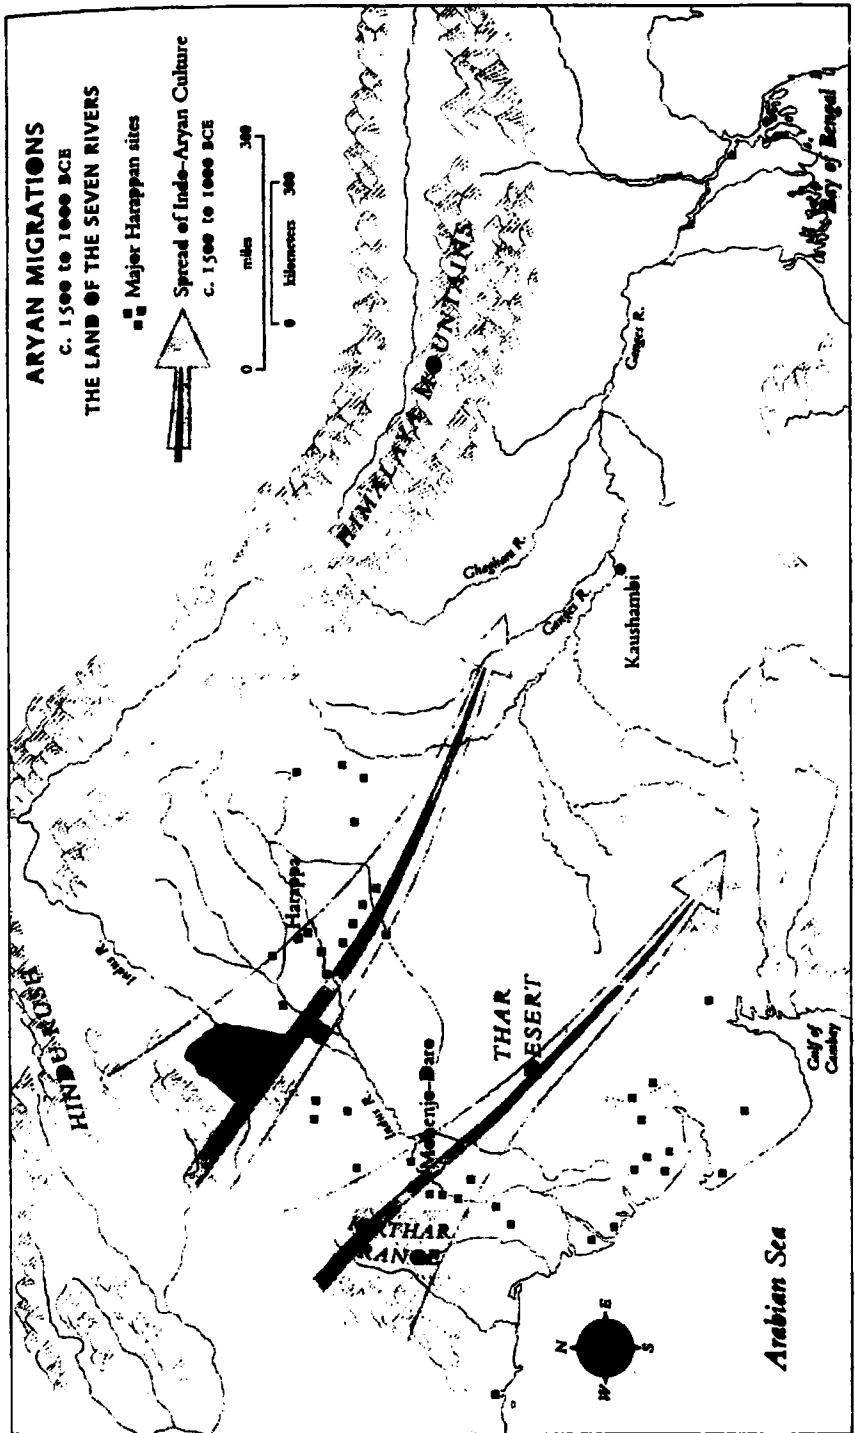 ARYAN MIGRATIONS
C. 1500 to 1000 BCE
THE LAND OF THE SEVEN RIVERS
Major Harappan sites
Spread of Indo-Aryan Culture
C. 1500 to 1000 BCE
0 miles 300
0 kilometers 300
HINDU KUSH
Indus R.
HIMALAYA MOUNTAINS
Harappa
Indus R.
Mohenjo-Daro
KIRTHAR
RANGE
THAR
DESERT
Ghaghara R.
Ganges R.
Kaushambi
Ganges R.
Bay of Bengal
Gulf of
Cambay
Arabian Sea
N
W
E
S